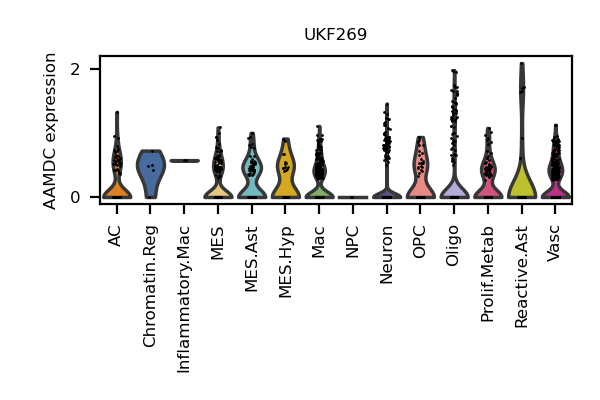 UKF269
AAMDC expression
2
0
AC
Chromatin.Reg
Inflammatory.Mac
MES
MES.Ast
MES.Hyp
Mac
NPC
Neuron
OPC
Oligo
Prolif.Metab
Reactive.Ast
Vasc